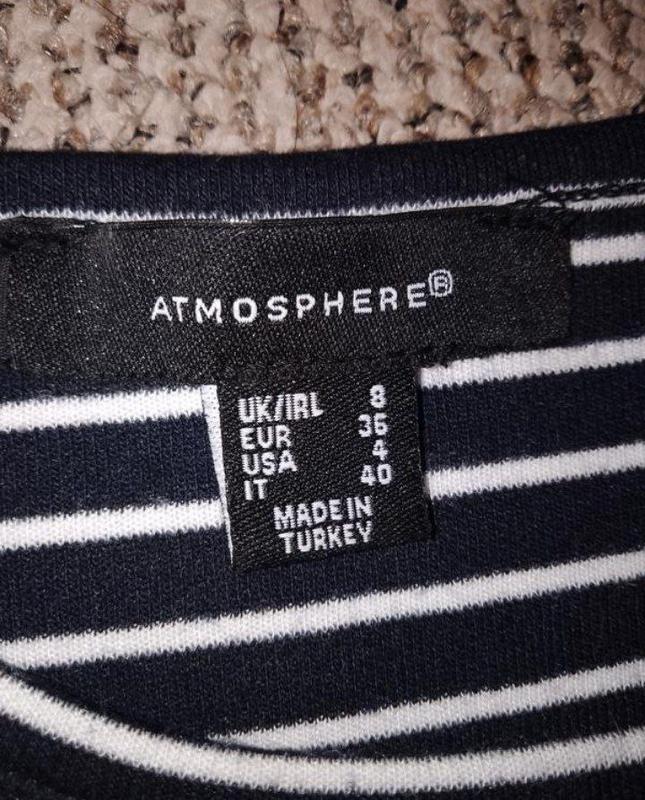 ATMOSPHERE®
UK/IRL 8
EUR 36
USA 4
IT 40
MADE IN
TURKEY